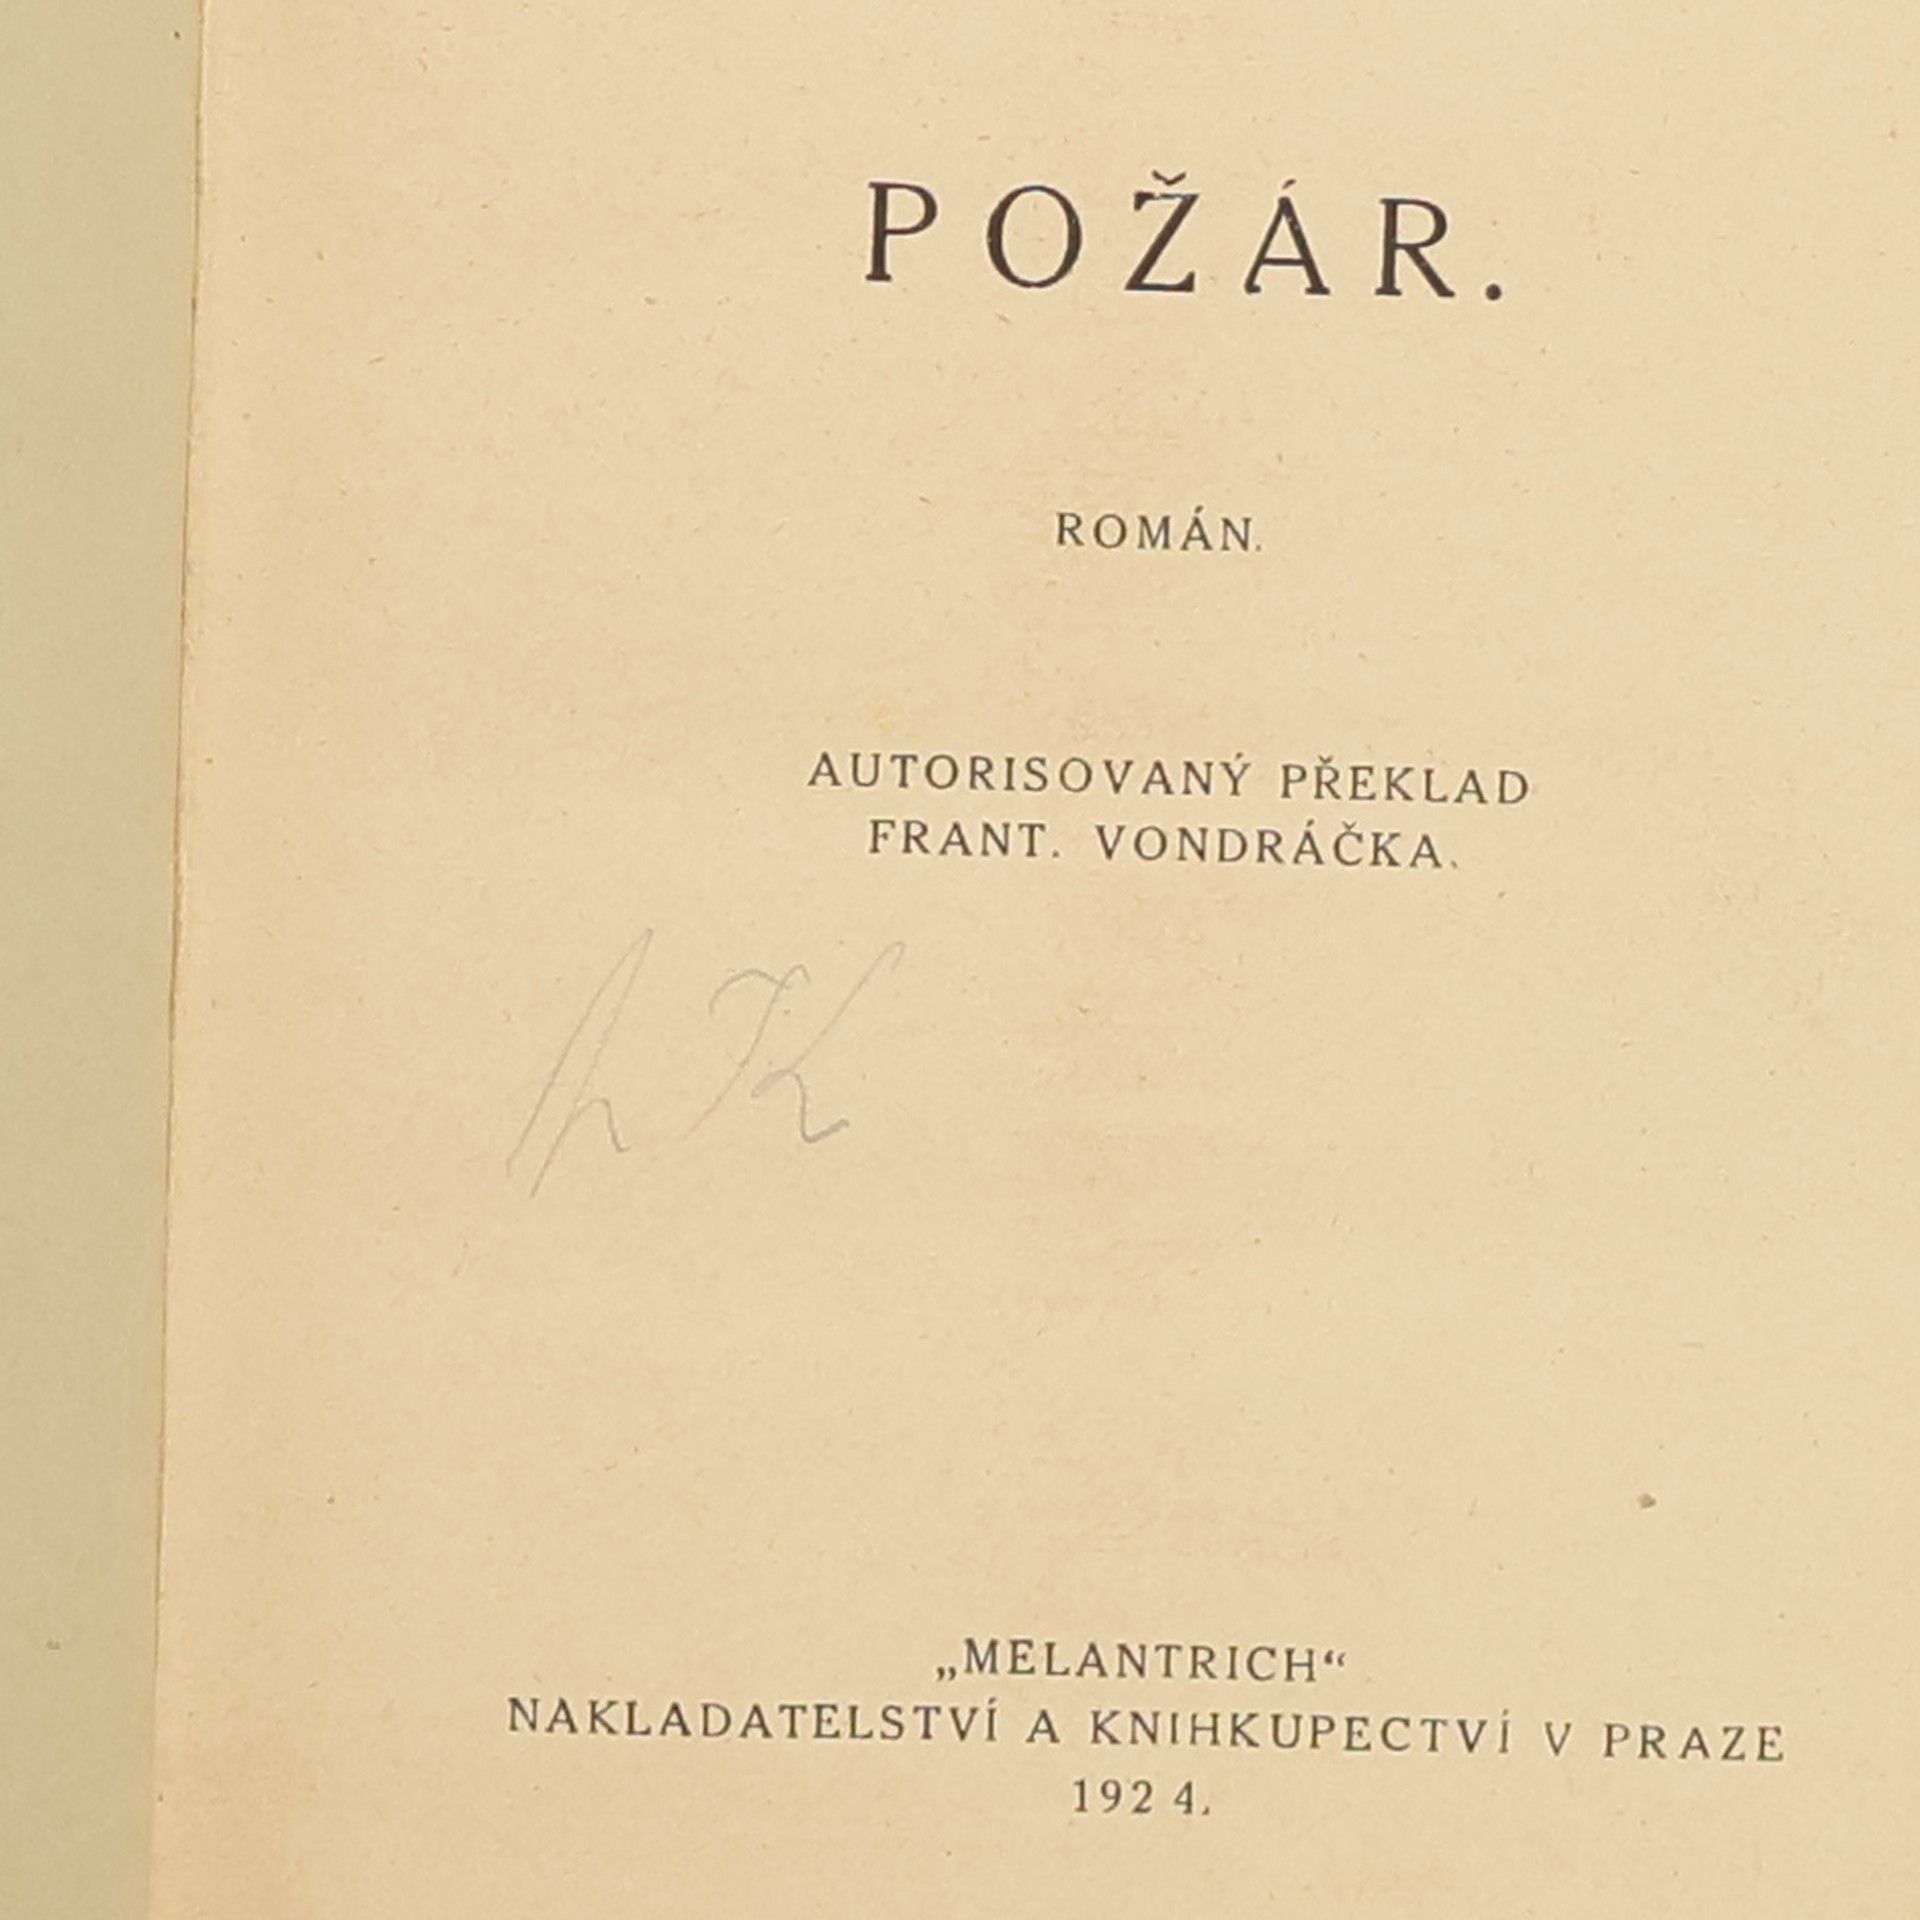 POŽÁR.
ROMÁN.
AUTORISOVANÝ PŘEKLAD
FRANT. VONDRÁČKA.
„MELANTRICH“
NAKLADATELSTVÍ A KNIHKUPECTVÍ V PRAZE
1924.